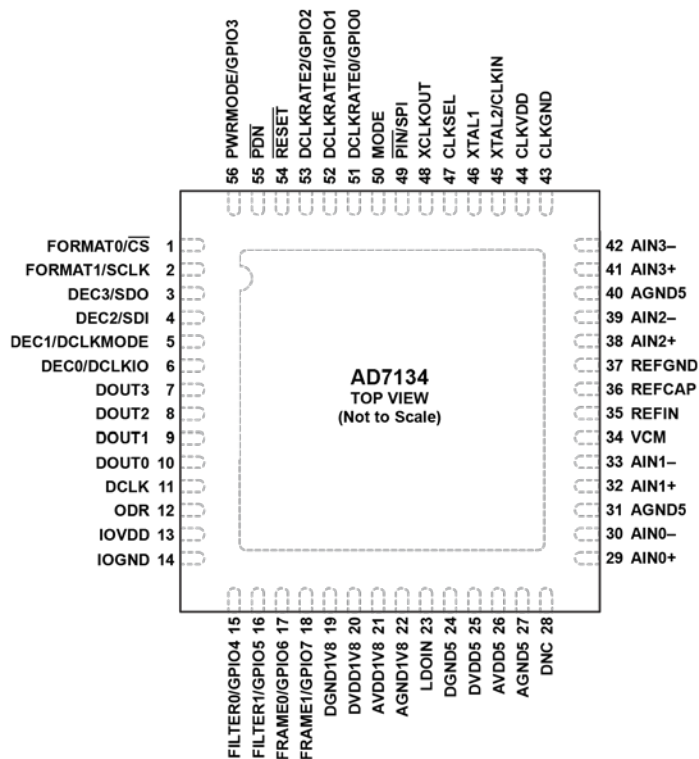 56 PWRMODE/GPIO3
55 PDN
54 RESET
53 DCLKRATE2/GPIO2
52 DCLKRATE1/GPIO1
51 DCLKRATE0/GPIO0
50 MODE
49 PIN/SPI
48 XCLKOUT
47 CLKSEL
46 XTAL1
45 XTAL2/CLKIN
44 CLKVDD
43 CLKGND
FORMAT0/CS 1
FORMAT1/SCLK 2
DEC3/SDO 3
DEC2/SDI 4
DEC1/DCLKMODE 5
DEC0/DCLKIO 6
DOUT3 7
DOUT2 8
DOUT1 9
DOUT0 10
DCLK 11
ODR 12
IOVDD 13
IOGND 14
AD7134
TOP VIEW
(Not to Scale)
42 AIN3–
41 AIN3+
40 AGND5
39 AIN2–
38 AIN2+
37 REFGND
36 REFCAP
35 REFIN
34 VCM
33 AIN1–
32 AIN1+
31 AGND5
30 AIN0–
29 AIN0+
FILTER0/GPIO4 15
FILTER1/GPIO5 16
FRAME0/GPIO6 17
FRAME1/GPIO7 18
DGND1V8 19
DVDD1V8 20
AVDD1V8 21
AGND1V8 22
LDOIN 23
DGND5 24
DVDD5 25
AVDD5 26
AGND5 27
DNC 28